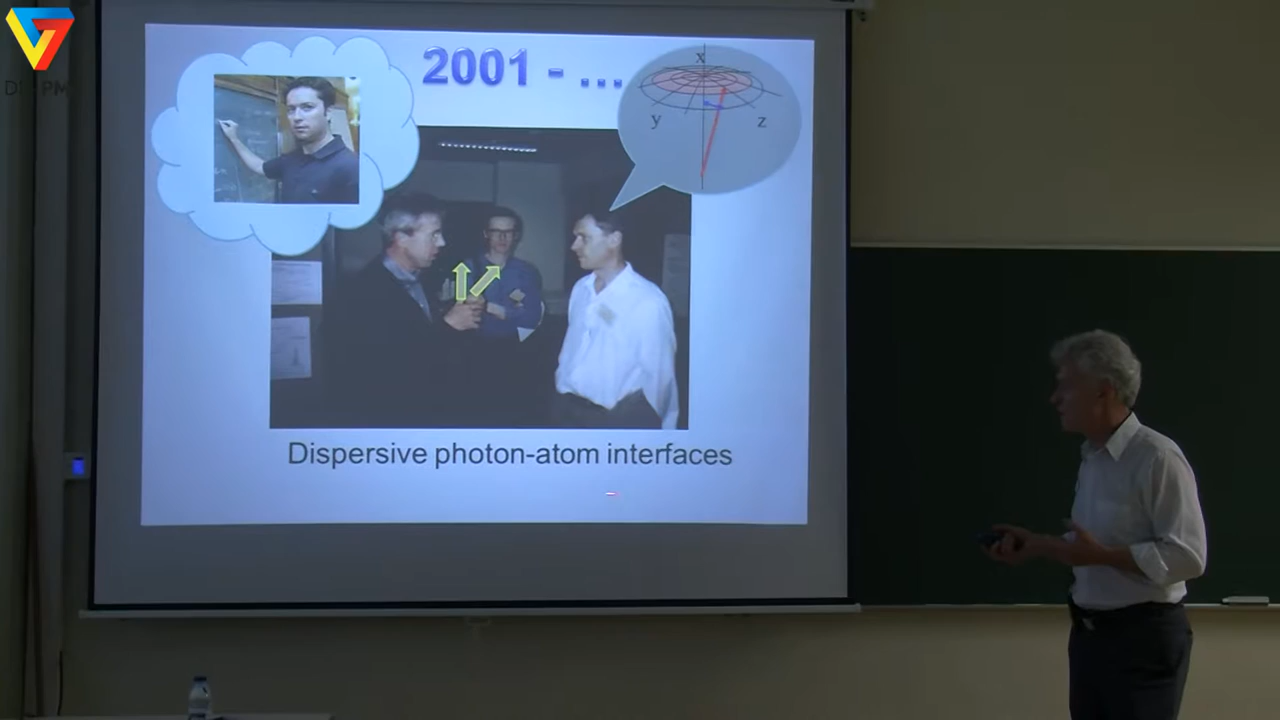 2001 - ...
x
y
z
Dispersive photon-atom interfaces